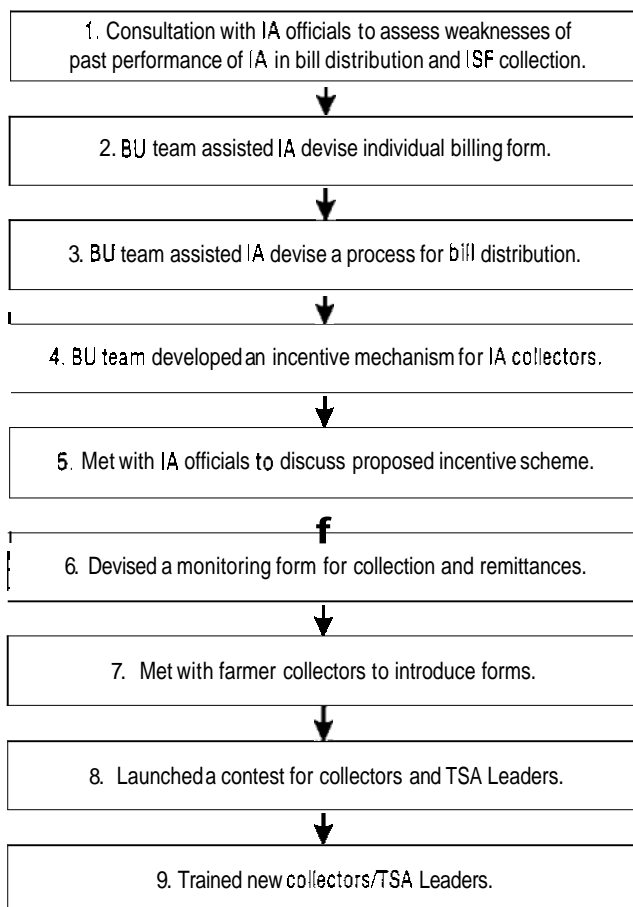 1. Consultation with IA officials to assess weaknesses of
past performance of IA in bill distribution and ISF collection.
2. BU team assisted IA devise individual billing form.
3. BU team assisted IA devise a process for bill distribution.
4. BU team developed an incentive mechanism for IA collectors.
5. Met with IA officials to discuss proposed incentive scheme.
f
6. Devised a monitoring form for collection and remittances.
7. Met with farmer collectors to introduce forms.
8. Launched a contest for collectors and TSA Leaders.
9. Trained new collectors/TSA Leaders.